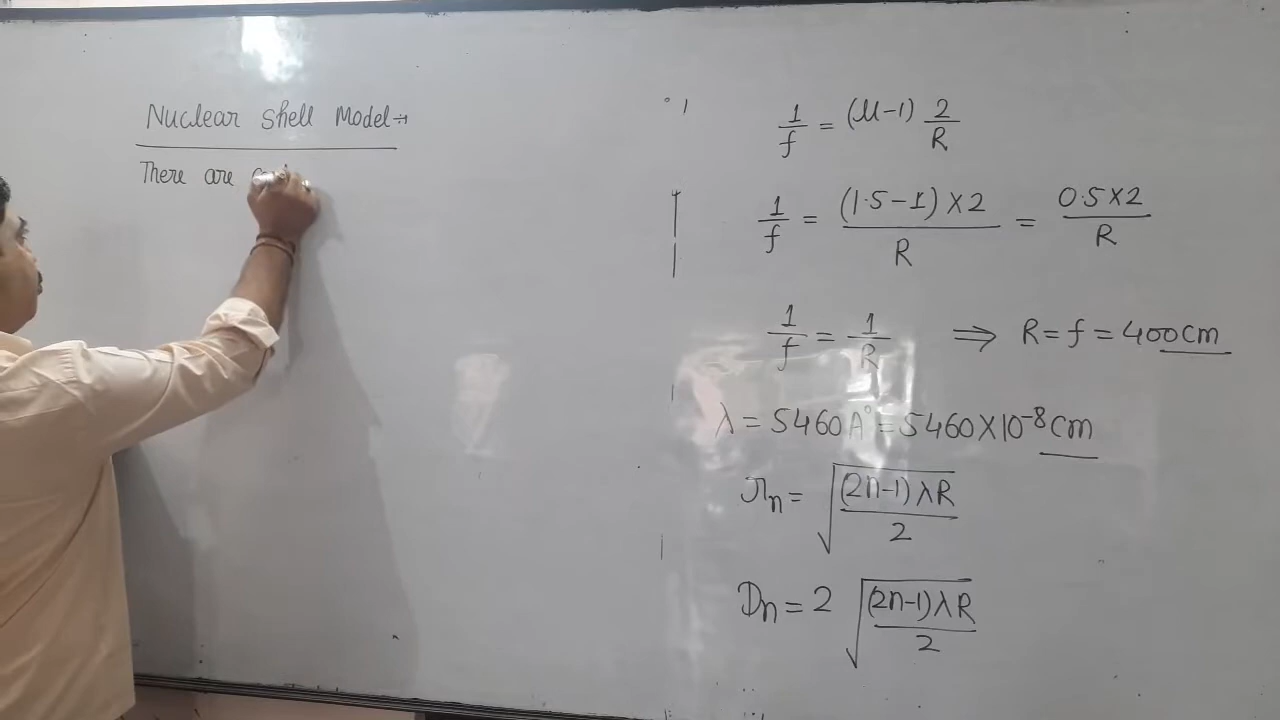 Nuclear Shell Model→
There are
1/f = (μ-1) 2/R
1/f = (1.5-1)×2/R = 0.5×2/R
1/f = 1/R ⇒ R = f = 400cm
λ = 5460A° = 5460×10⁻⁸cm
rₙ = √((2n-1)λR/2)
Dₙ = 2 √((2n-1)λR/2)